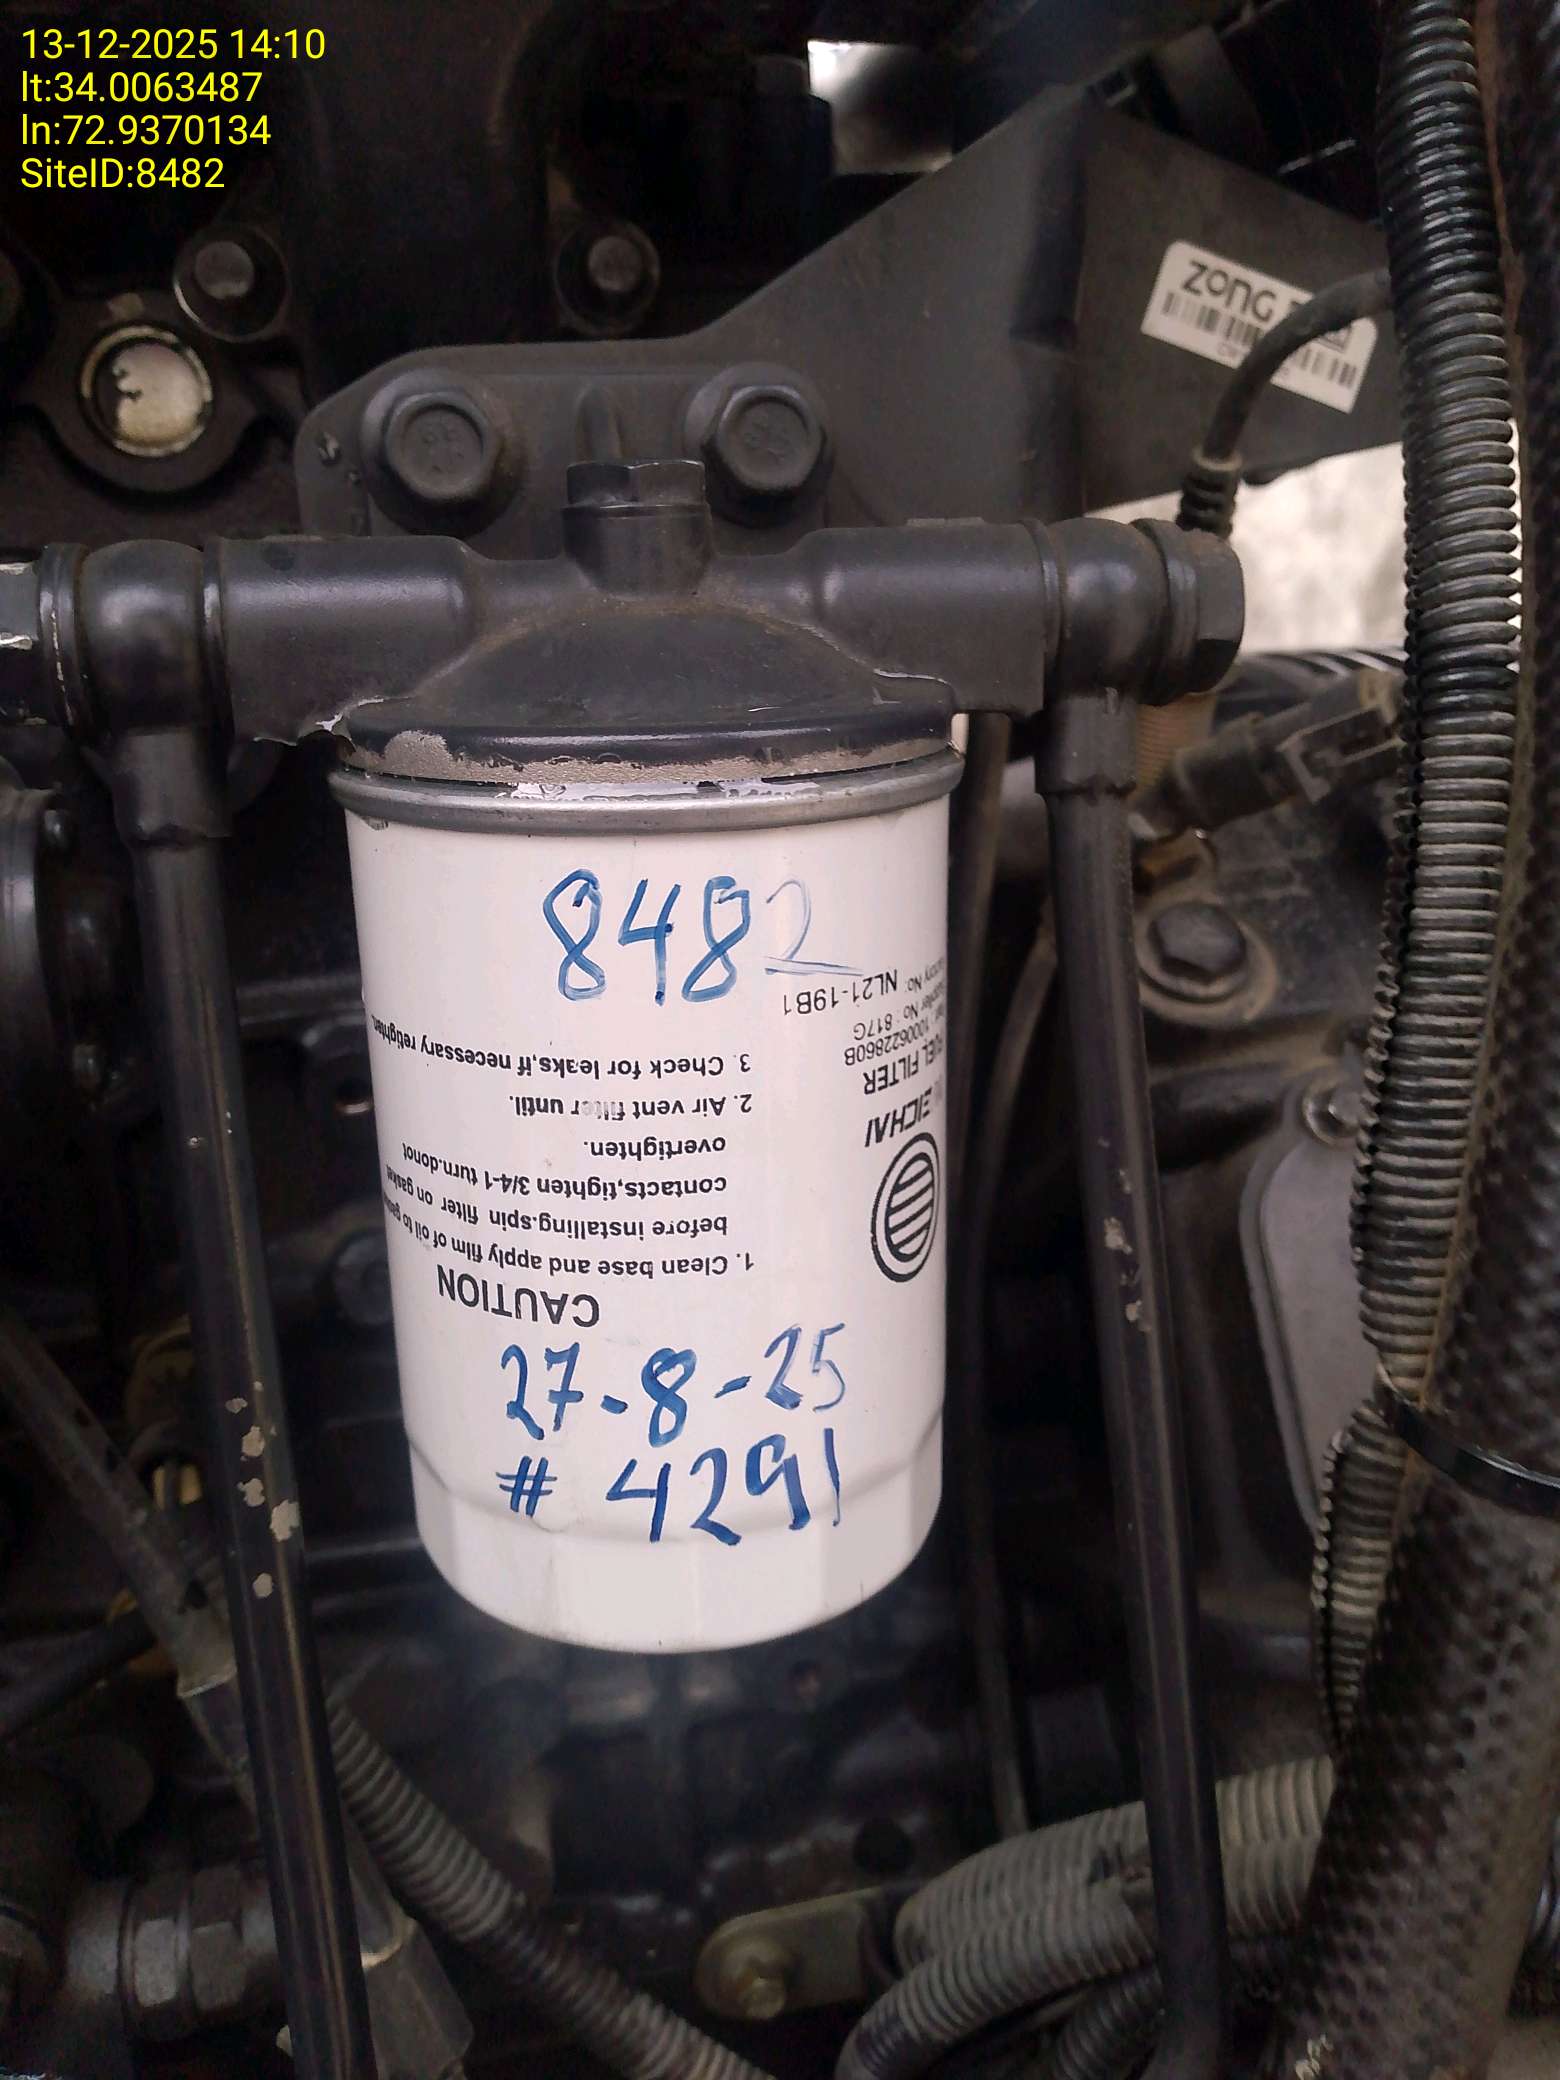 13-12-2025 14:10
lt:34.0063487
ln:72.9370134
SiteID:8482
ZONG
8482
27-8-25
# 4291
CAUTION
1. Clean base and apply film of oil to
before installing.spin filter on gasket
contacts,tighten 3/4-1 turn.donot
overtighten.
2. Air vent filter until.
3. Check for leaks,if necessary retighten.
EICHAI
FUEL FILTER
1000622860B
No: 817G
No: NL21-19B1